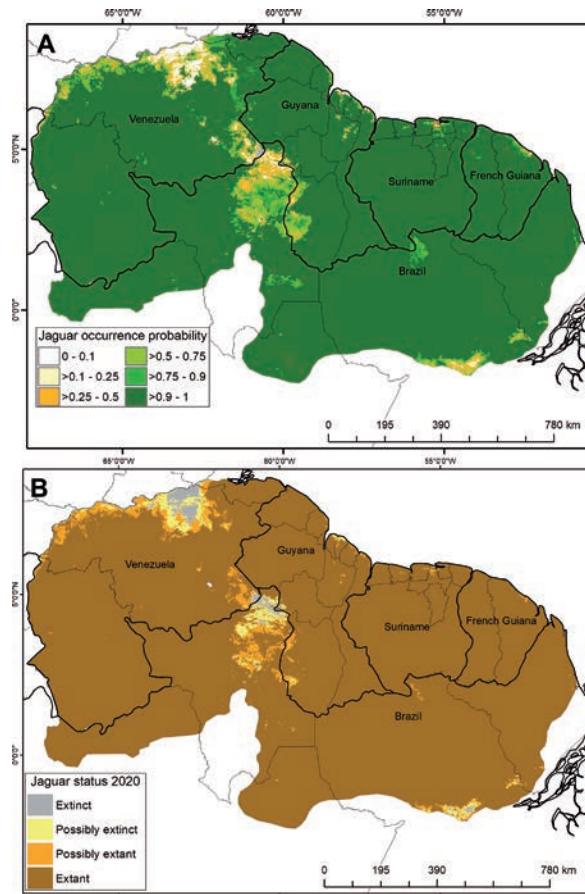 A
65°0'0"W 60°0'0"W 55°0'0"W
Venezuela
Guyana
5°0'0"N
Suriname
French Guiana
Brazil
0°0'0"
Jaguar occurrence probability
0 - 0.1 >0.5 - 0.75
>0.1 - 0.25 >0.75 - 0.9
>0.25 - 0.5 >0.9 - 1
0 195 390 780 km
B
65°0'0"W 60°0'0"W 55°0'0"W
Venezuela
Guyana
5°0'0"N
Suriname
French Guiana
Brazil
0°0'0"
Jaguar status 2020
Extinct
Possibly extinct
Possibly extant
Extant
0 195 390 780 km